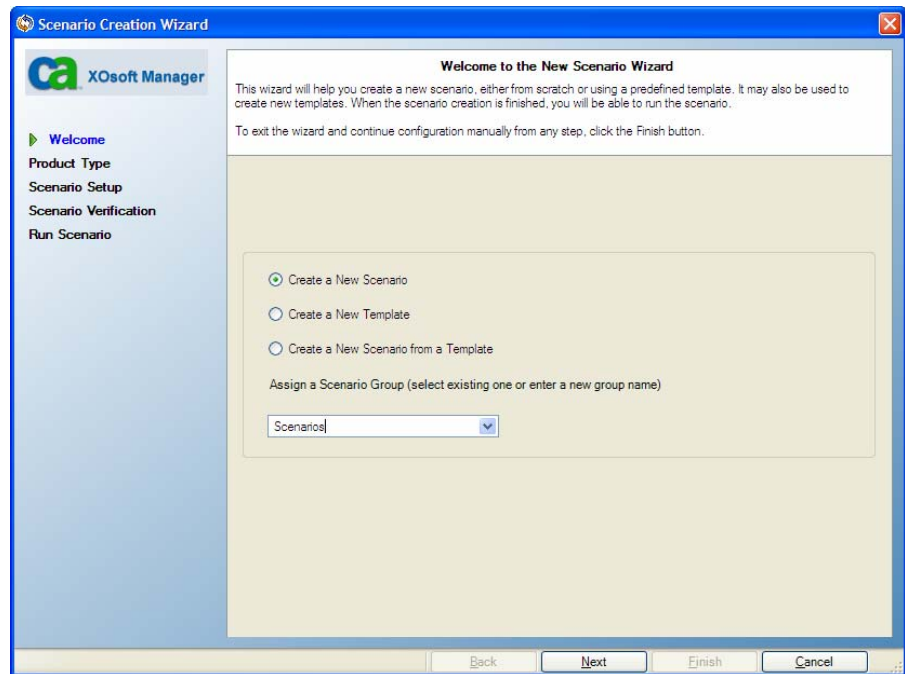 Scenario Creation Wizard
ca XOsoft Manager
Welcome
Product Type
Scenario Setup
Scenario Verification
Run Scenario
Welcome to the New Scenario Wizard
This wizard will help you create a new scenario, either from scratch or using a predefined template. It may also be used to
create new templates. When the scenario creation is finished, you will be able to run the scenario.
To exit the wizard and continue configuration manually from any step, click the Finish button.
Create a New Scenario
Create a New Template
Create a New Scenario from a Template
Assign a Scenario Group (select existing one or enter a new group name)
Scenarios
Back Next Finish Cancel